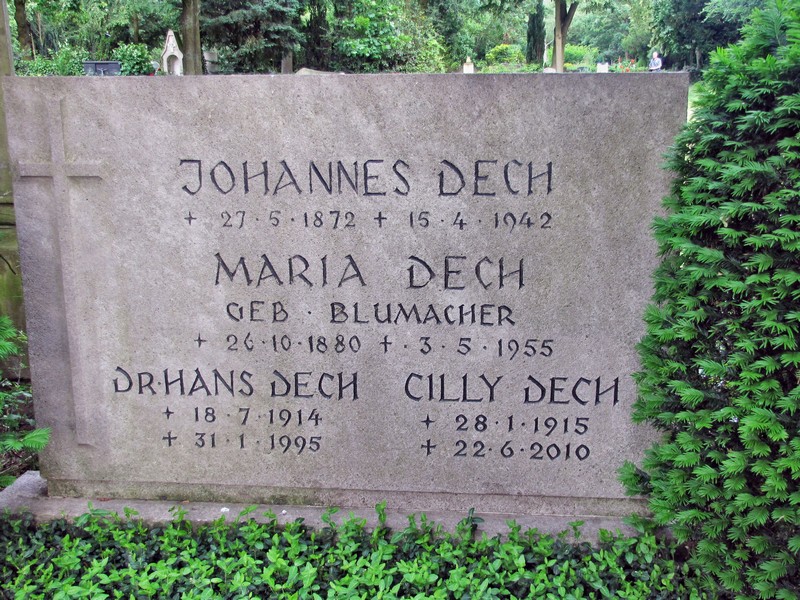 JOHANNES DECH
+ 27 · 5 · 1872 + 15 · 4 · 1942
MARIA DECH
GEB · BLUMACHER
+ 26 · 10 · 1880 + 3 · 5 · 1955
DR · HANS DECH
+ 18 · 7 · 1914
+ 31 · 1 · 1995
CILLY DECH
+ 28 · 1 · 1915
+ 22 · 6 · 2010